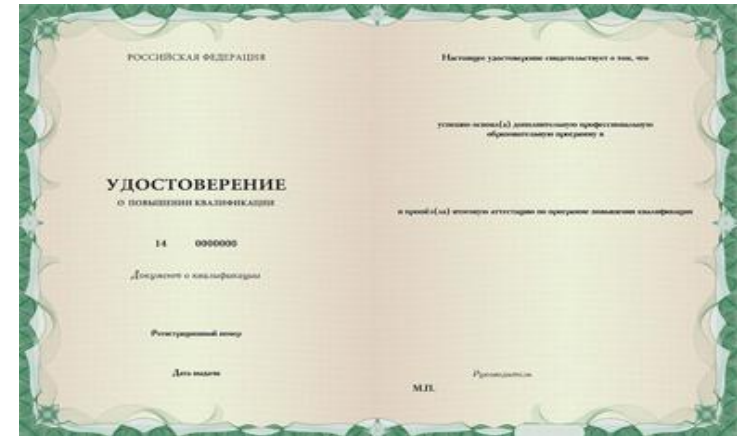 РОССИЙСКАЯ ФЕДЕРАЦИЯ
УДОСТОВЕРЕНИЕ
О ПОВЫШЕНИИ КВАЛИФИКАЦИИ
14 0000000
Документ о квалификации
Регистрационный номер
Дата выдачи
Настоящее удостоверение свидетельствует о том, что
успешно освоил(а) дополнительную профессиональную
образовательную программу в
и прошёл(ла) итоговую аттестацию по программе повышения квалификации
Руководитель
М.П.